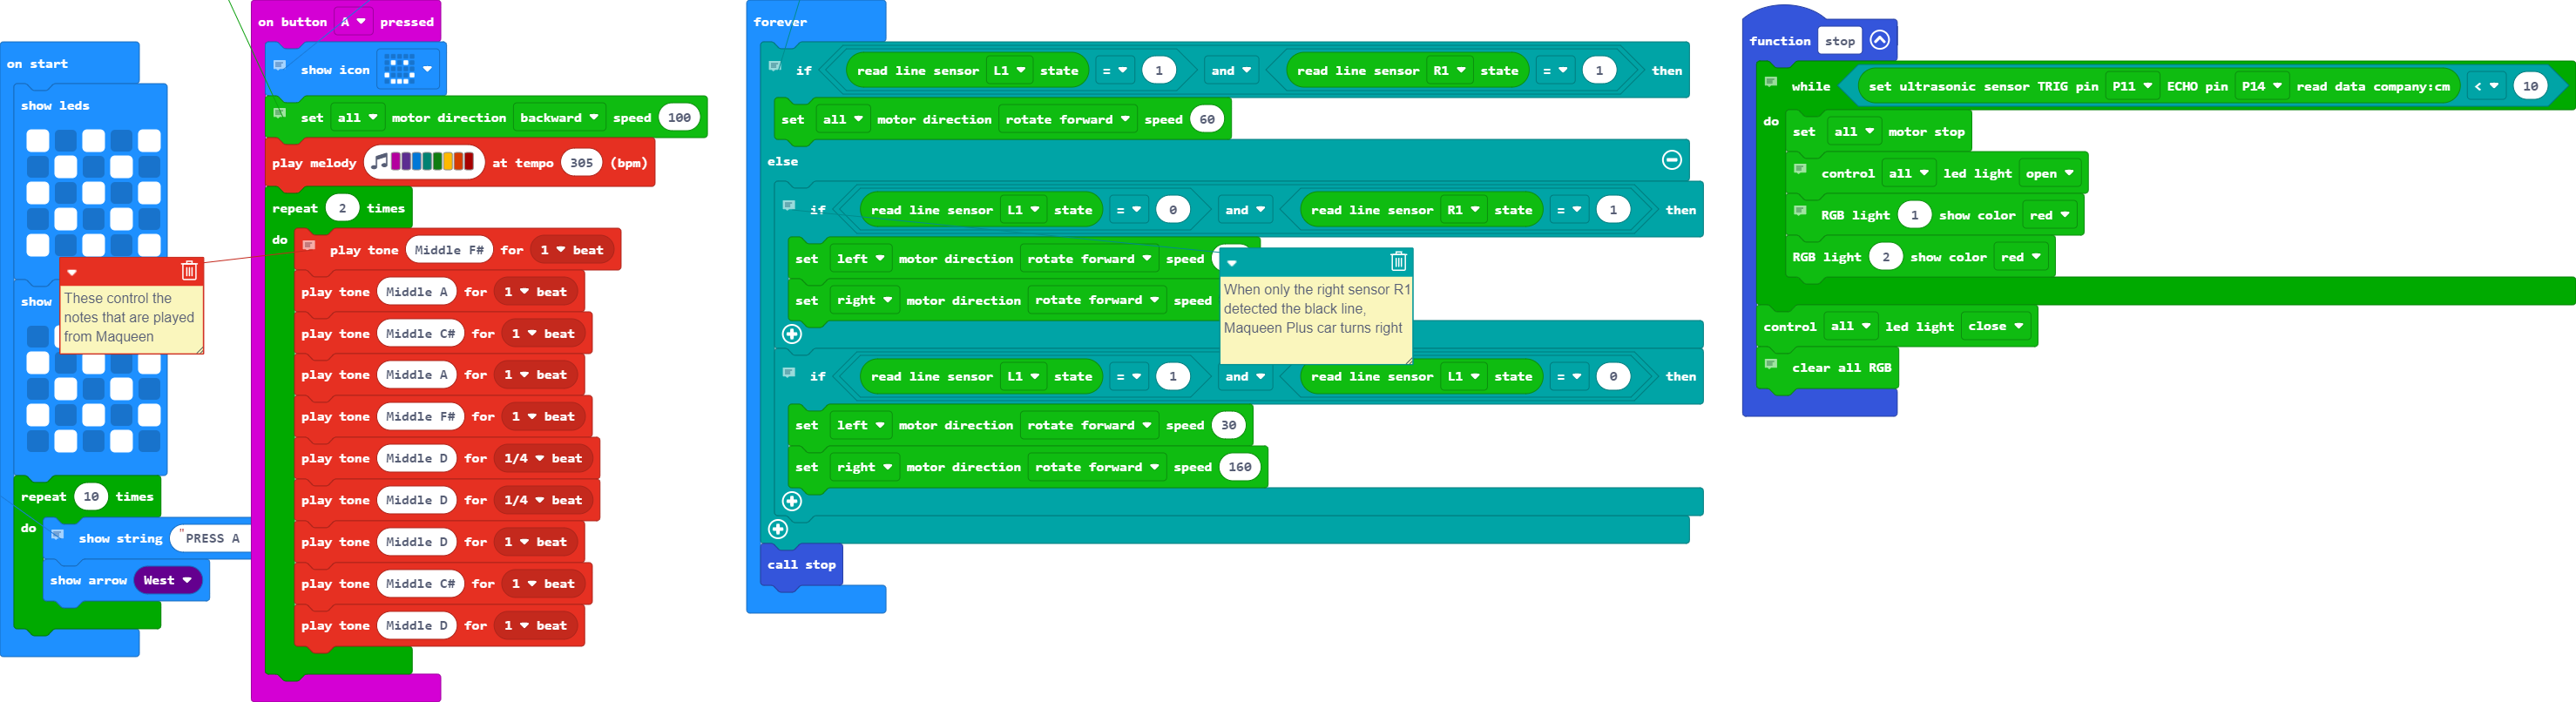 on start
show leds
show
repeat 10 times
do
show string "PRESS A
show arrow West
These control the
notes that are played
from Maqueen
on button A pressed
show icon
set all motor direction backward speed 100
play melody at tempo 305 (bpm)
repeat 2 times
do
play tone Middle F# for 1 beat
play tone Middle A for 1 beat
play tone Middle C# for 1 beat
play tone Middle A for 1 beat
play tone Middle F# for 1 beat
play tone Middle D for 1/4 beat
play tone Middle D for 1/4 beat
play tone Middle D for 1 beat
play tone Middle C# for 1 beat
play tone Middle D for 1 beat
forever
if read line sensor L1 state = 1 and read line sensor R1 state = 1 then
set all motor direction rotate forward speed 60
else
if read line sensor L1 state = 0 and read line sensor R1 state = 1 then
set left motor direction rotate forward speed
set right motor direction rotate forward speed
When only the right sensor R1
detected the black line,
Maqueen Plus car turns right
if read line sensor L1 state = 1 and read line sensor L1 state = 0 then
set left motor direction rotate forward speed 30
set right motor direction rotate forward speed 160
call stop
function stop
while set ultrasonic sensor TRIG pin P11 ECHO pin P14 read data company:cm < 10
do
set all motor stop
control all led light open
RGB light 1 show color red
RGB light 2 show color red
control all led light close
clear all RGB